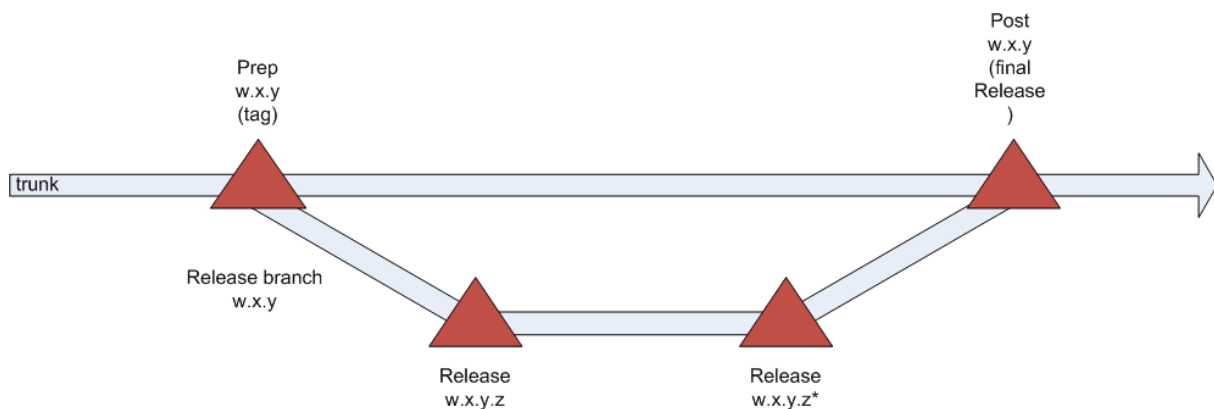 Prep
w.x.y
(tag)
Post
w.x.y
(final
Release
)
trunk
Release branch
w.x.y
Release
w.x.y.z
Release
w.x.y.z*